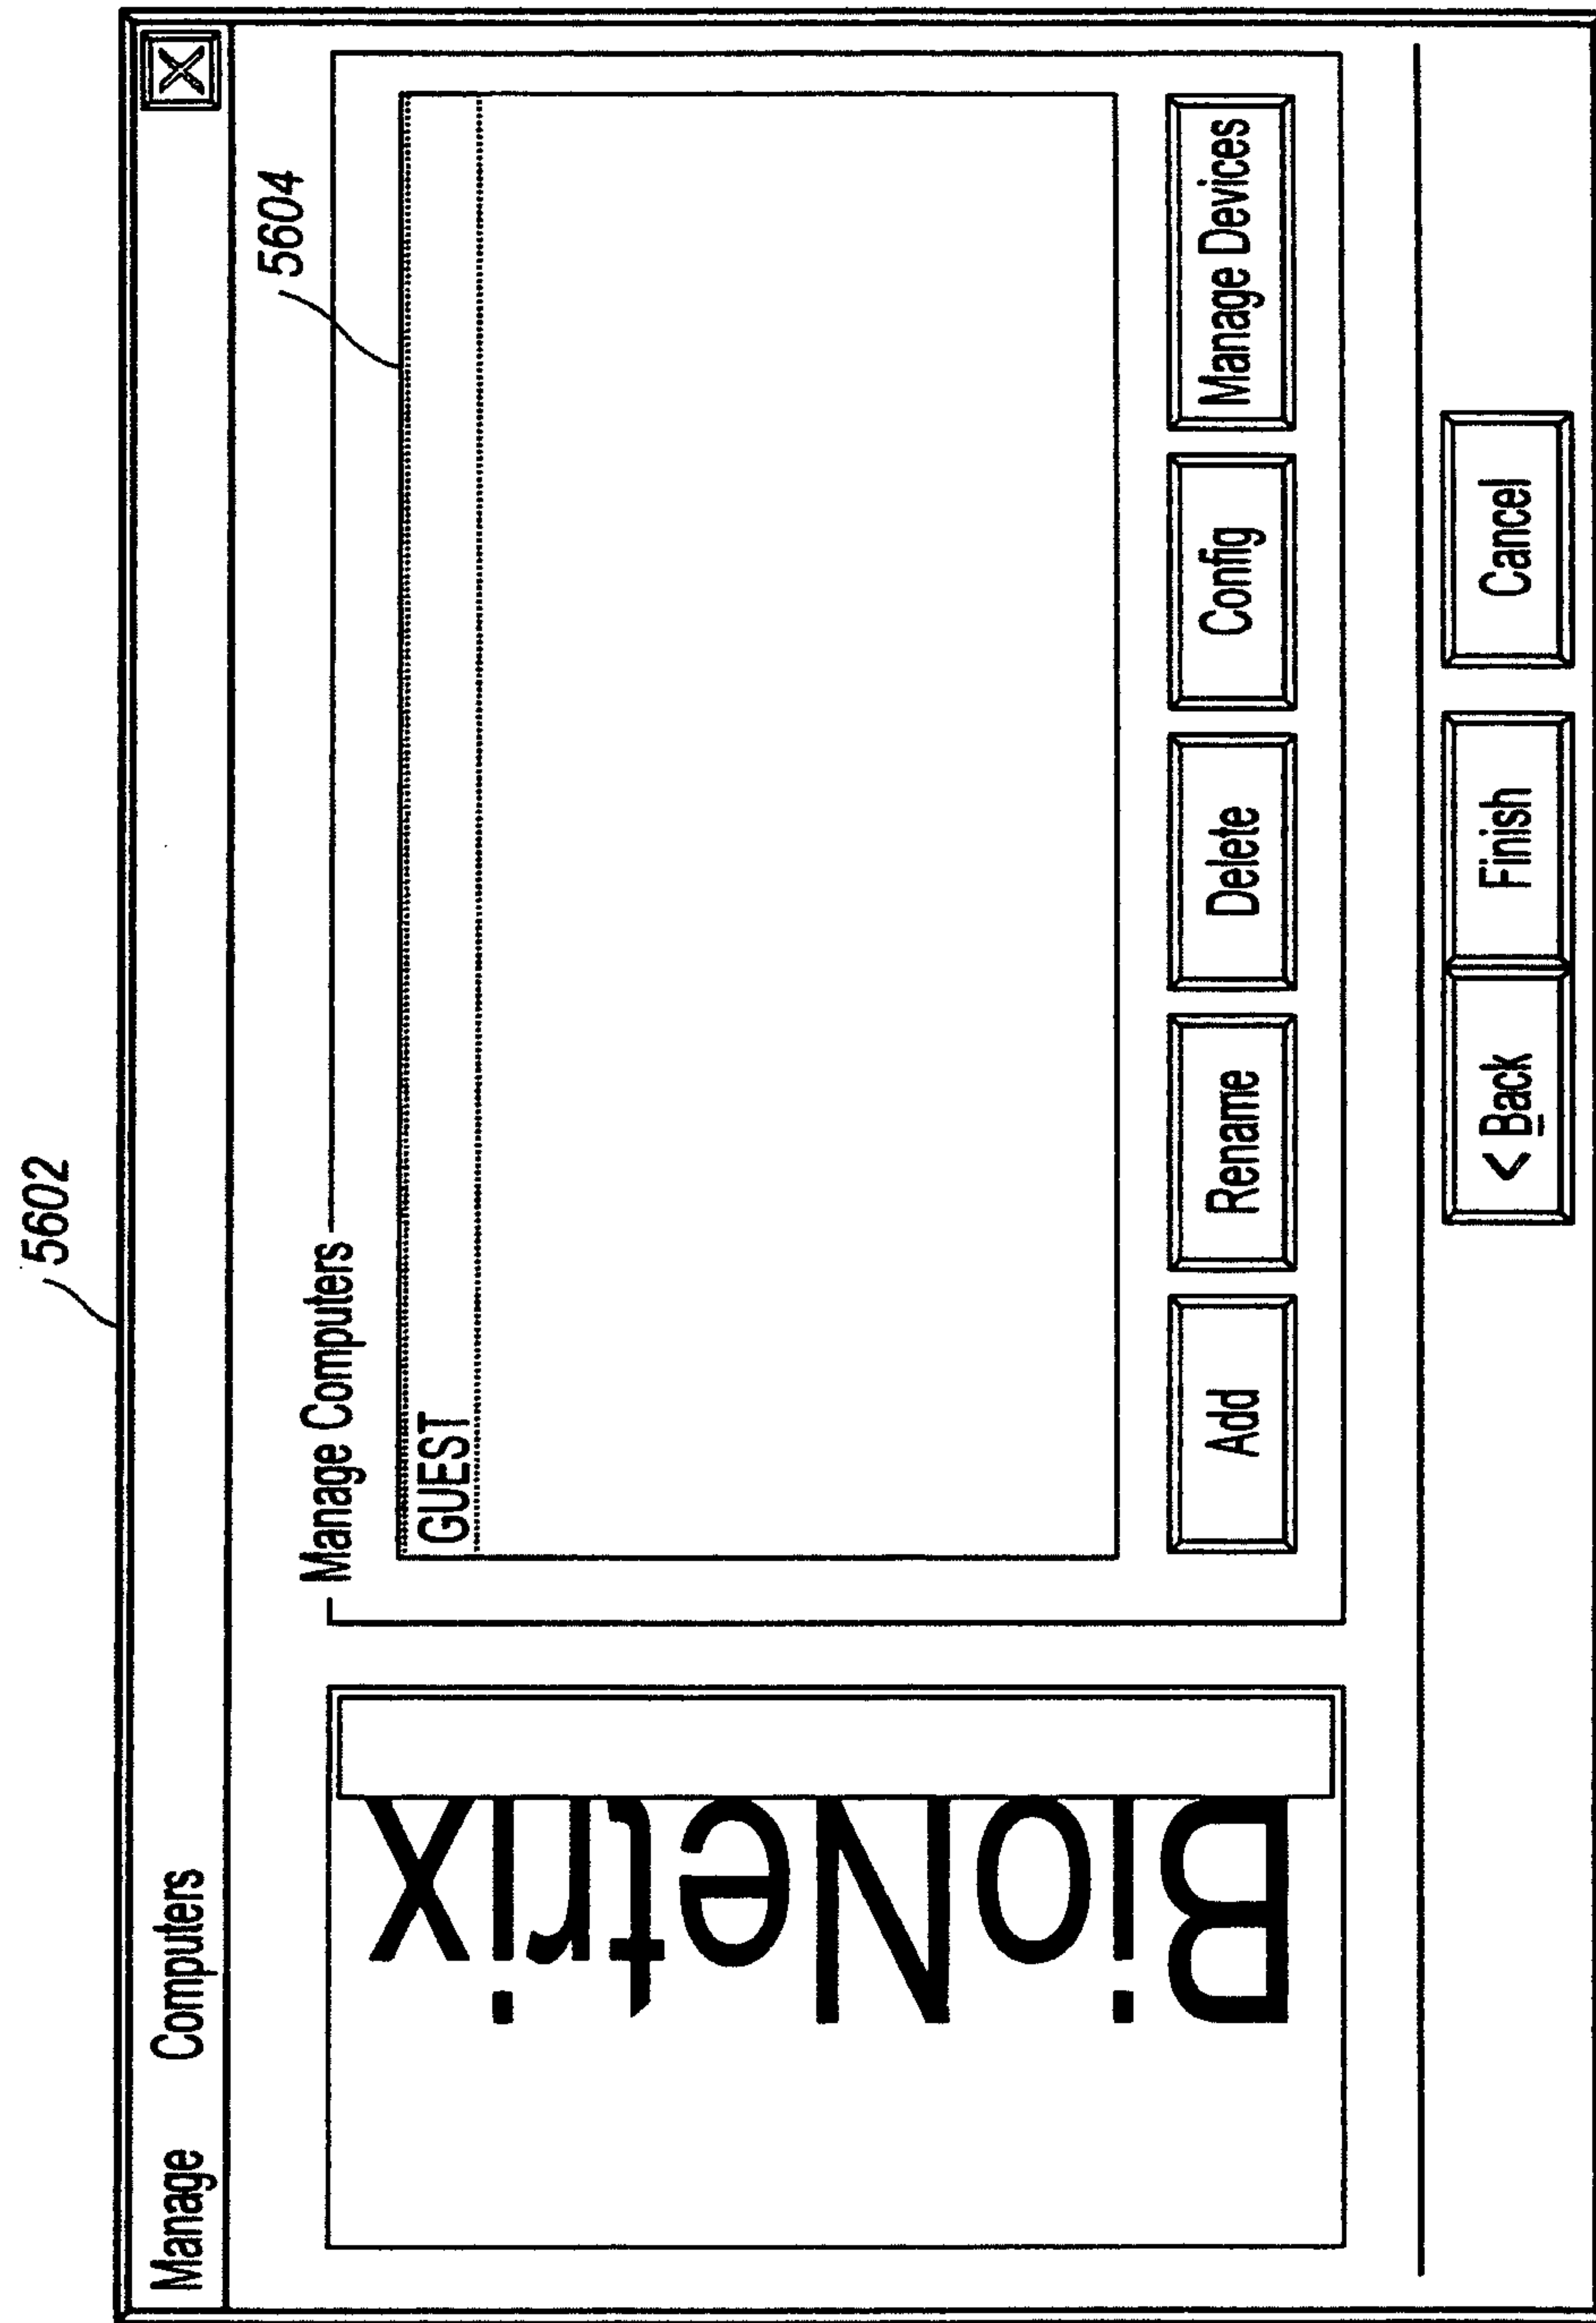 5602
Manage Computers
BioNetrix
Manage Computers
5604
GUEST
Add Rename Delete Config Manage Devices
< Back Finish Cancel